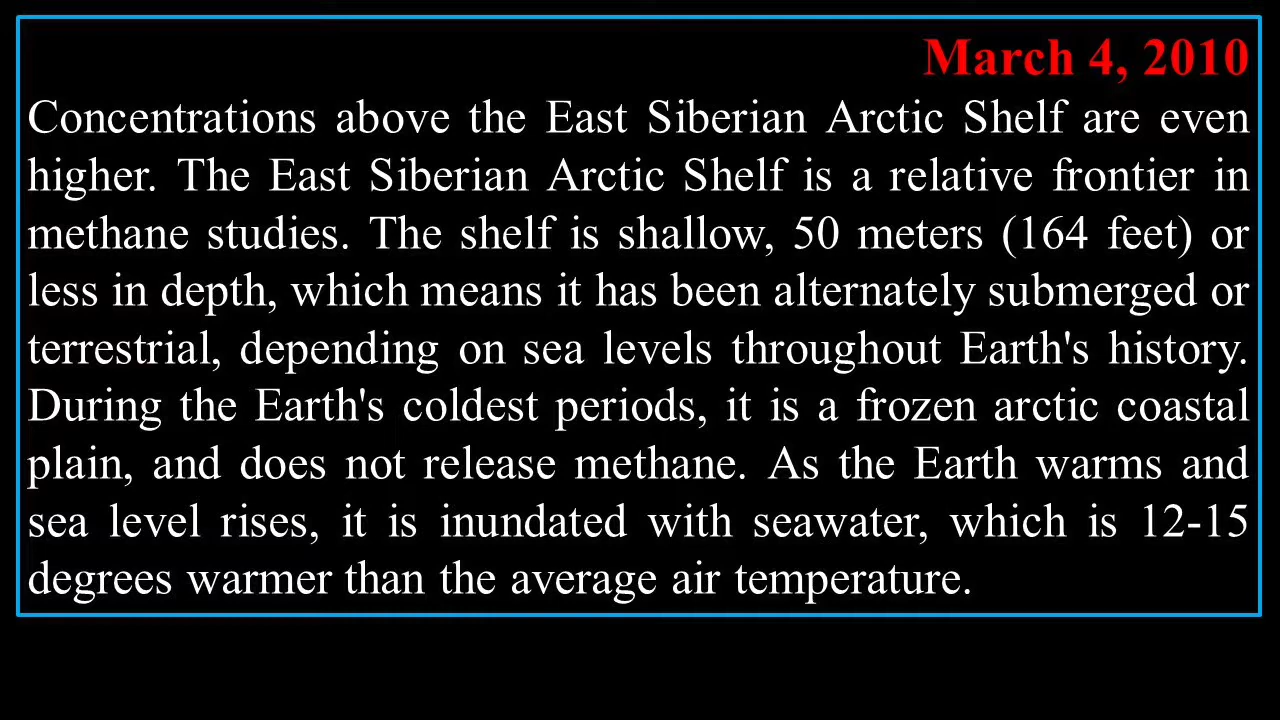 March 4, 2010
Concentrations above the East Siberian Arctic Shelf are even
higher. The East Siberian Arctic Shelf is a relative frontier in
methane studies. The shelf is shallow, 50 meters (164 feet) or
less in depth, which means it has been alternately submerged or
terrestrial, depending on sea levels throughout Earth's history.
During the Earth's coldest periods, it is a frozen arctic coastal
plain, and does not release methane. As the Earth warms and
sea level rises, it is inundated with seawater, which is 12-15
degrees warmer than the average air temperature.